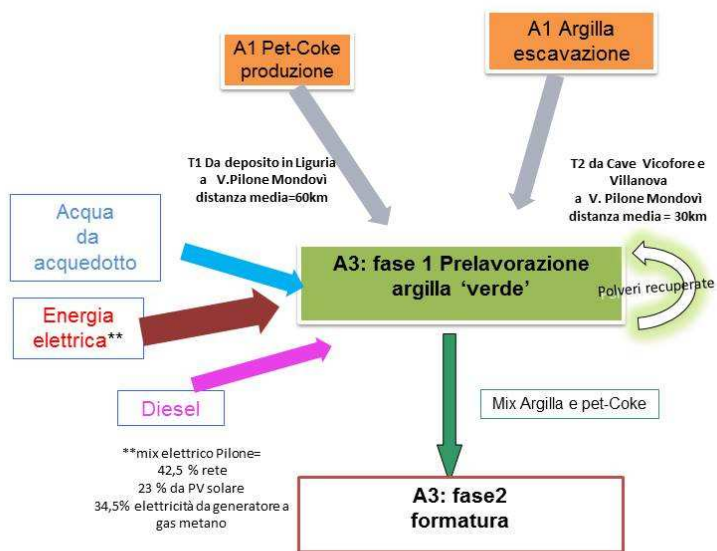 A1 Pet-Coke
produzione
A1 Argilla
escavazione
T1 Da deposito in Liguria
a V.Pilone Mondovì
distanza media=60km
T2 da Cave Vicofore e
Villanova
a V. Pilone Mondovì
distanza media = 30km
Acqua
da
acquedotto
A3: fase 1 Prelavorazione
argilla ‘verde’
Polveri recuperate
Energia
elettrica**
Diesel
Mix Argilla e pet-Coke
**mix elettrico Pilone=
42,5 % rete
23 % da PV solare
34,5% elettricità da generatore a
gas metano
A3: fase2
formatura